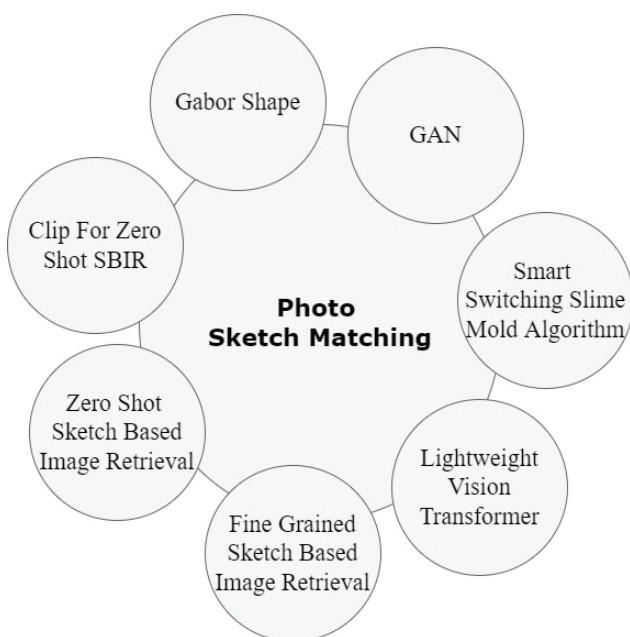 Gabor Shape
GAN
Clip For Zero
Shot SBIR
Smart
Switching Slime
Mold Algorithm
Photo
Sketch Matching
Zero Shot
Sketch Based
Image Retrieval
Lightweight
Vision
Transformer
Fine Grained
Sketch Based
Image Retrieval